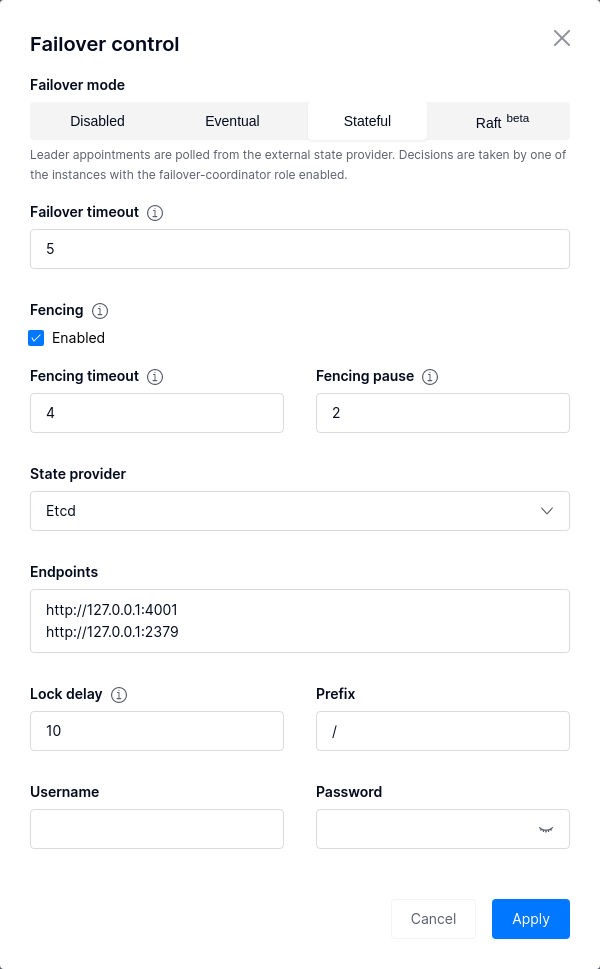 Failover control
Failover mode
Disabled Eventual Stateful Raft beta
Leader appointments are polled from the external state provider. Decisions are taken by one of
the instances with the failover-coordinator role enabled.
Failover timeout
5
Fencing
Enabled
Fencing timeout Fencing pause
4 2
State provider
Etcd
Endpoints
http://127.0.0.1:4001
http://127.0.0.1:2379
Lock delay Prefix
10 /
Username Password
Cancel Apply